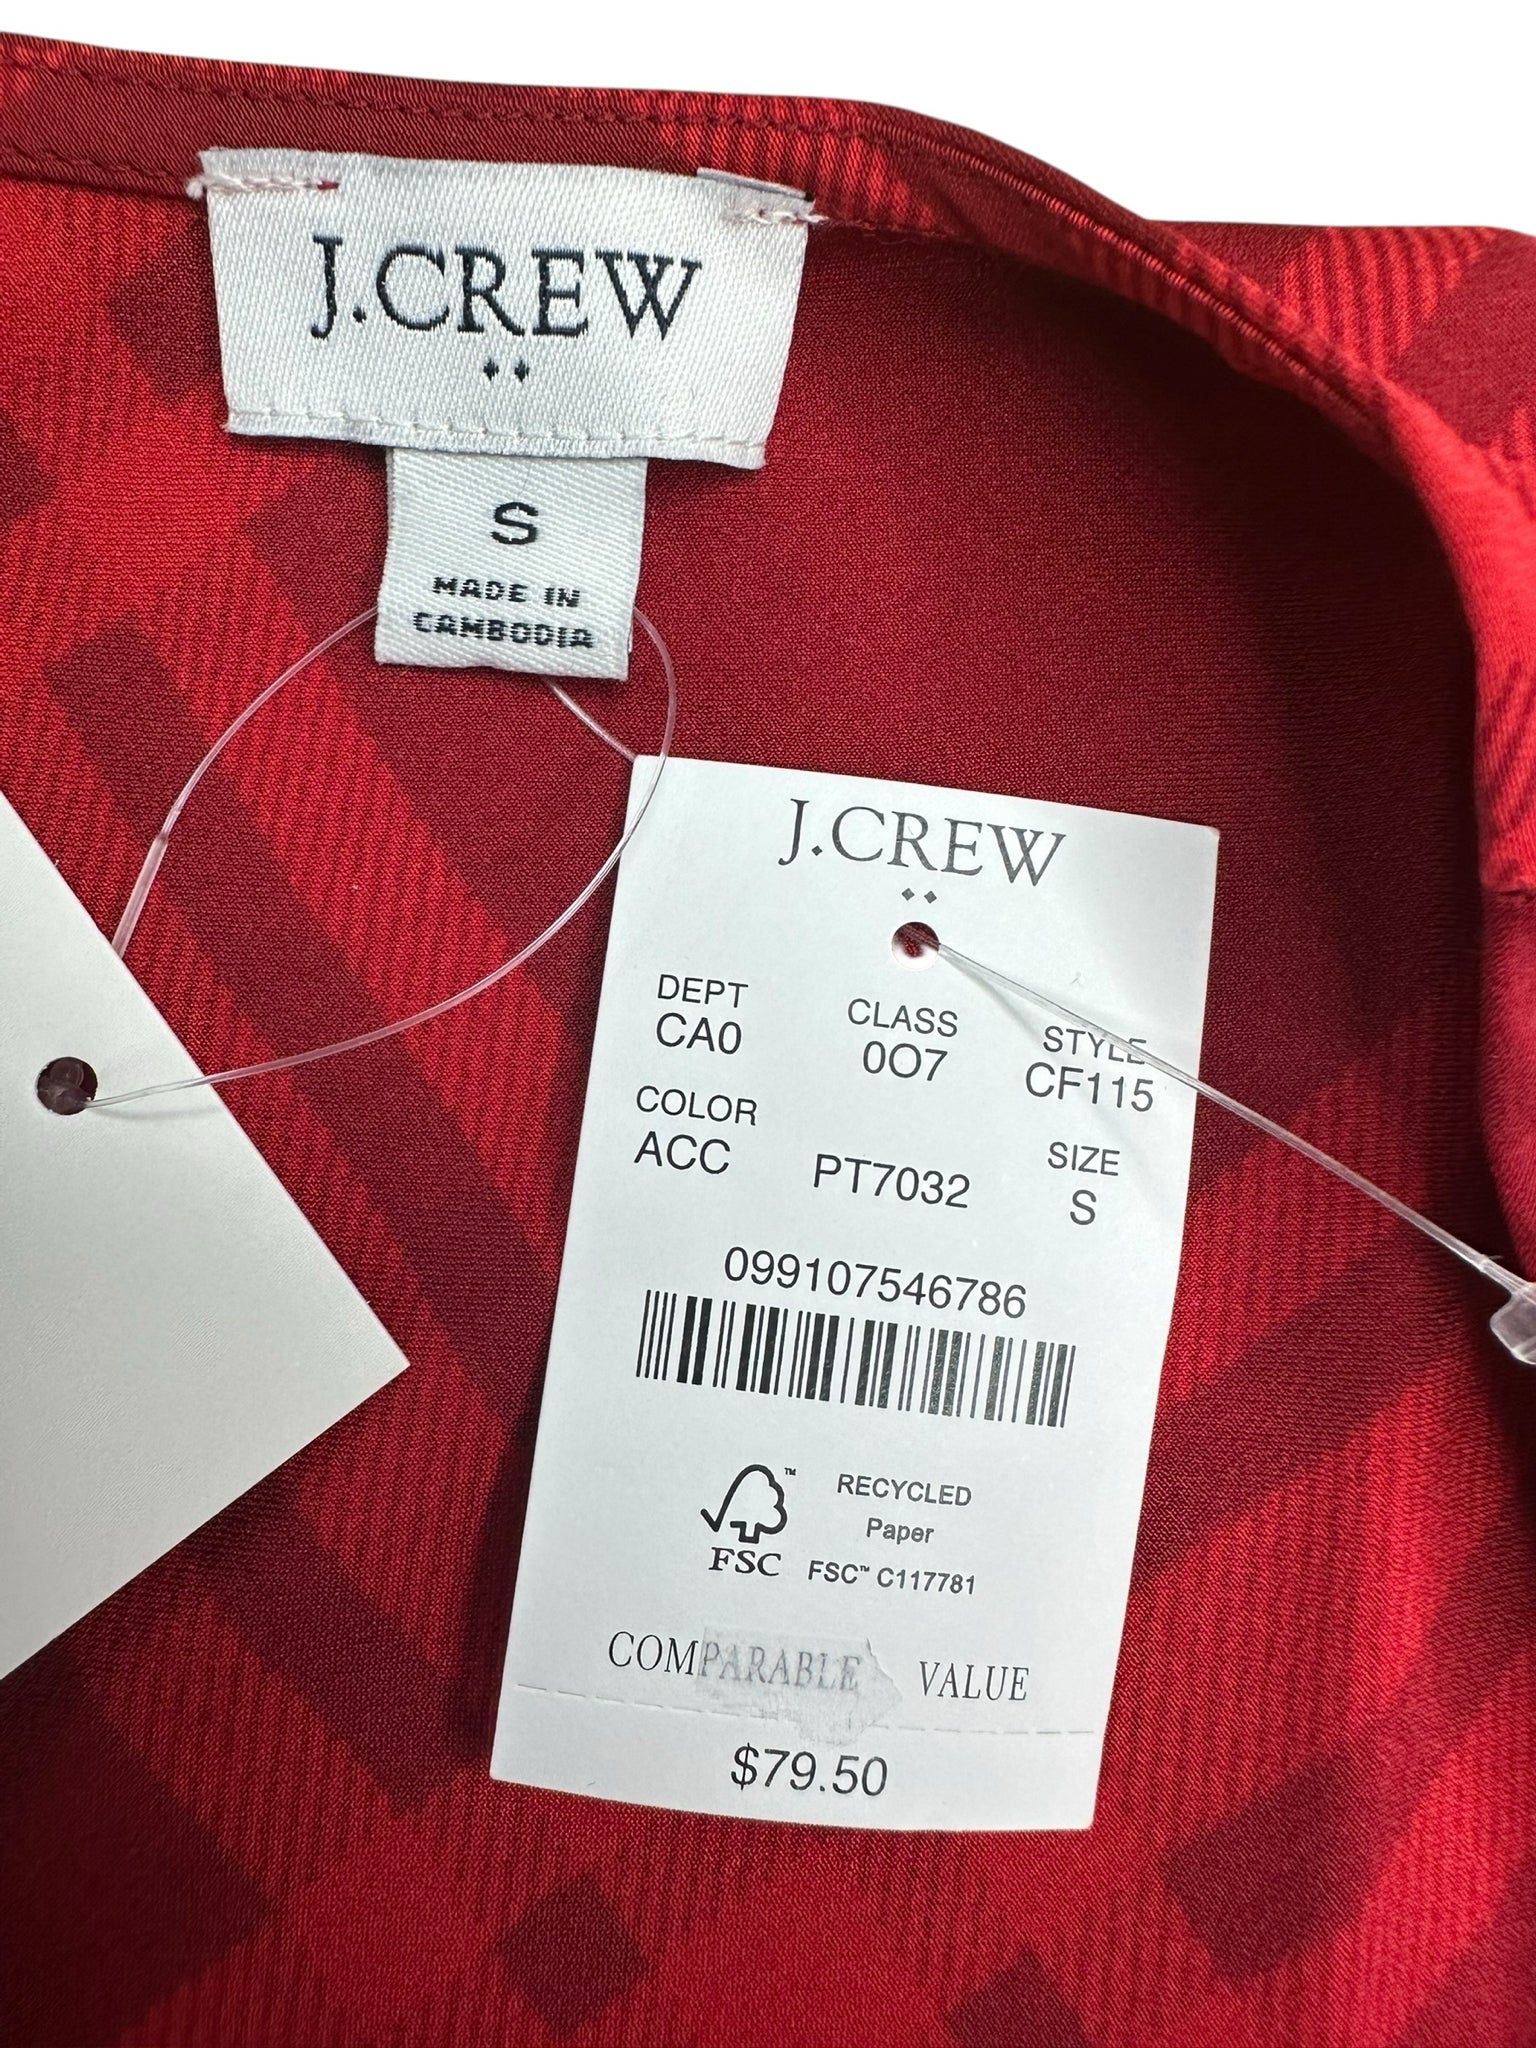 J.CREW
S
MADE IN
CAMBODIA
J.CREW
DEPT CLASS STYLE
CA0 0O7 CF115
COLOR SIZE
ACC PT7032 S
099107546786
FSC™
RECYCLED
Paper
FSC™ C117781
COMPARABLE VALUE
$79.50